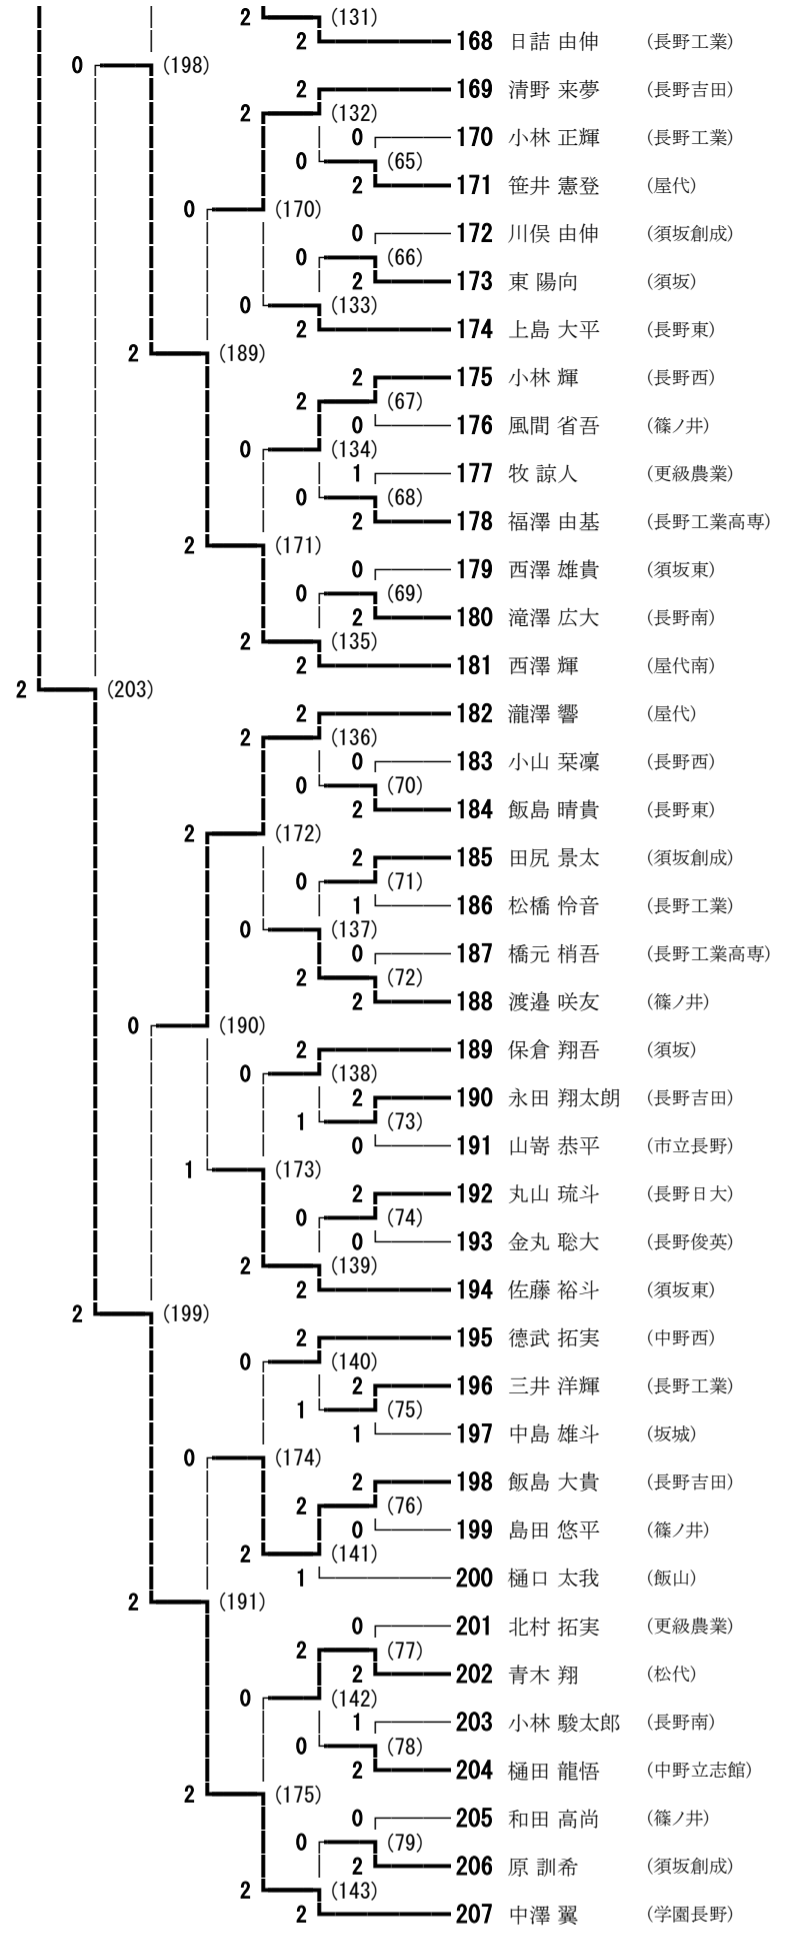 2 (131)
2 168 日詰 由伸 (長野工業)
0 (198)
2 169 清野 来夢 (長野吉田)
2 (132)
0 170 小林 正輝 (長野工業)
0 (65)
2 171 笹井 憲登 (屋代)
0 (170)
0 172 川俣 由伸 (須坂創成)
0 (66)
2 173 東 陽向 (須坂)
0 (133)
2 174 上島 大平 (長野東)
2 (189)
2 175 小林 輝 (長野西)
2 (67)
0 176 風間 省吾 (篠ノ井)
0 (134)
1 177 牧 諒人 (更級農業)
0 (68)
2 178 福澤 由基 (長野工業高専)
2 (171)
0 179 西澤 雄貴 (須坂東)
0 (69)
2 180 滝澤 広大 (長野南)
2 (135)
2 181 西澤 輝 (屋代南)
2 (203)
2 182 瀧澤 響 (屋代)
2 (136)
0 183 小山 栞凜 (長野西)
0 (70)
2 184 飯島 晴貴 (長野東)
2 (172)
2 185 田尻 景太 (須坂創成)
0 (71)
1 186 松橋 怜音 (長野工業)
0 (137)
0 187 橋元 梢吾 (長野工業高専)
2 (72)
2 188 渡邉 咲友 (篠ノ井)
0 (190)
2 189 保倉 翔吾 (須坂)
0 (138)
2 190 永田 翔太朗 (長野吉田)
1 (73)
0 191 山嵜 恭平 (市立長野)
1 (173)
2 192 丸山 琉斗 (長野日大)
0 (74)
0 193 金丸 聡大 (長野俊英)
2 (139)
2 194 佐藤 裕斗 (須坂東)
2 (199)
2 195 德武 拓実 (中野西)
0 (140)
2 196 三井 洋輝 (長野工業)
1 (75)
1 197 中島 雄斗 (坂城)
0 (174)
2 198 飯島 大貴 (長野吉田)
2 (76)
0 199 島田 悠平 (篠ノ井)
2 (141)
1 200 樋口 太我 (飯山)
2 (191)
0 201 北村 拓実 (更級農業)
2 (77)
2 202 青木 翔 (松代)
0 (142)
1 203 小林 駿太郎 (長野南)
0 (78)
2 204 樋田 龍悟 (中野立志館)
2 (175)
0 205 和田 高尚 (篠ノ井)
0 (79)
2 206 原 訓希 (須坂創成)
2 (143)
2 207 中澤 翼 (学園長野)